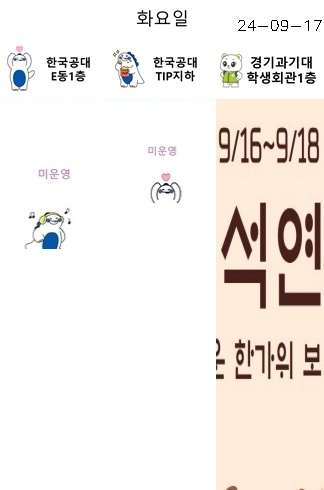 화요일
24-09-17
한국공대
E동1층
한국공대
TIP지하
경기과기대
학생회관1층
미운영
미운영
9/16~9/18
석연
한가위 보